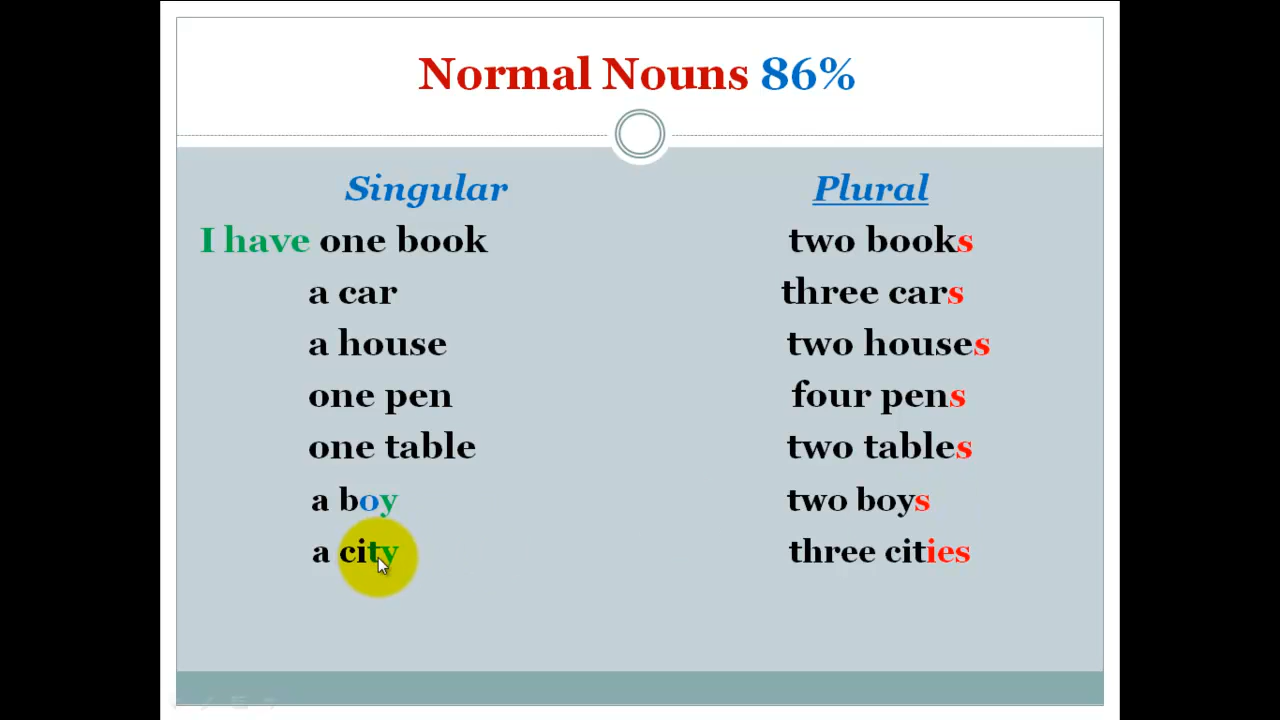 Normal Nouns 86%
Singular Plural
I have one book two books
a car three cars
a house two houses
one pen four pens
one table two tables
a boy two boys
a city three cities